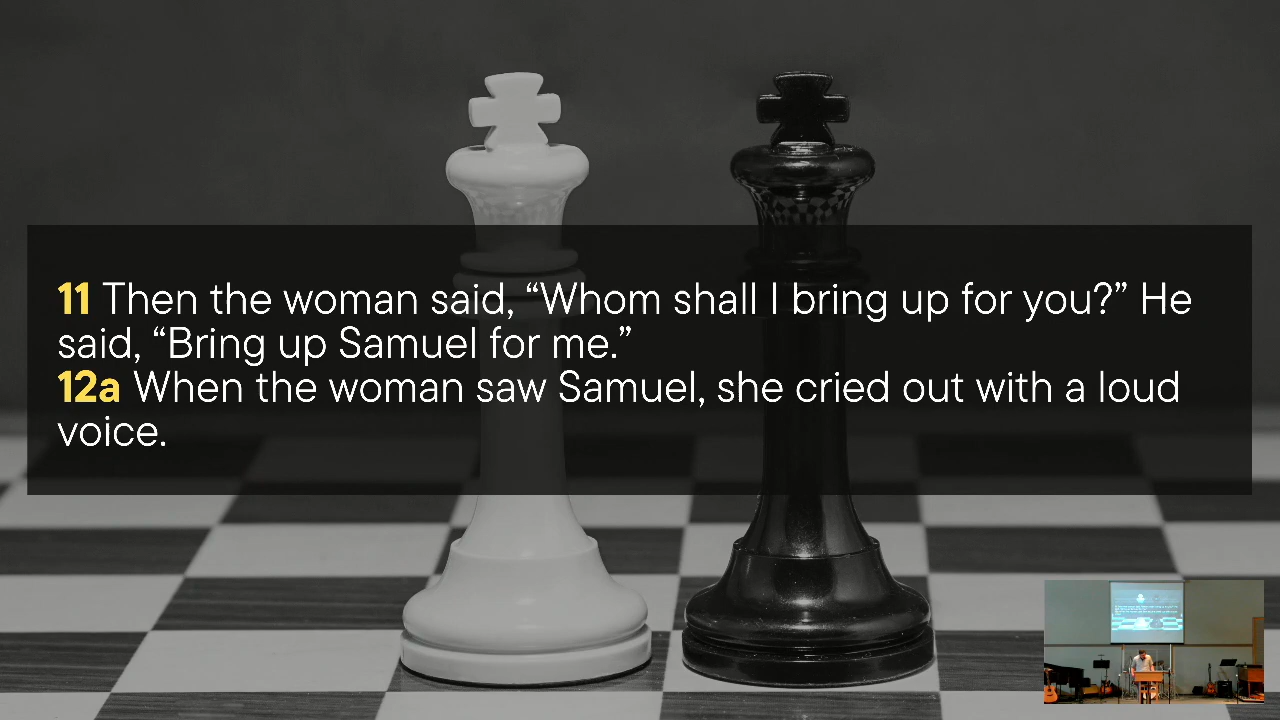 11 Then the woman said, “Whom shall I bring up for you?” He
said, “Bring up Samuel for me.”
12a When the woman saw Samuel, she cried out with a loud
voice.